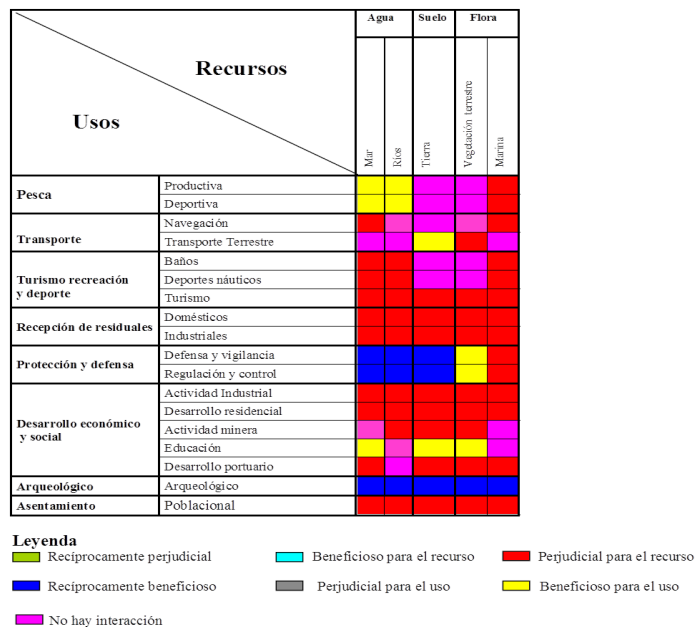 Agua Suelo Flora
Recursos
Usos
Mar Ríos Tierra Vegetación terrestre Marina
Pesca Productiva
Deportiva
Transporte Navegación
Transporte Terrestre
Turismo recreación y deporte Baños
Deportes náuticos
Turismo
Recepción de residuales Domésticos
Industriales
Protección y defensa Defensa y vigilancia
Regulación y control
Desarrollo económico y social Actividad Industrial
Desarrollo residencial
Actividad minera
Educación
Desarrollo portuario
Arqueológico Arqueológico
Asentamiento Poblacional
Leyenda
Recíprocamente perjudicial Beneficioso para el recurso Perjudicial para el recurso
Recíprocamente beneficioso Perjudicial para el uso Beneficioso para el uso
No hay interacción